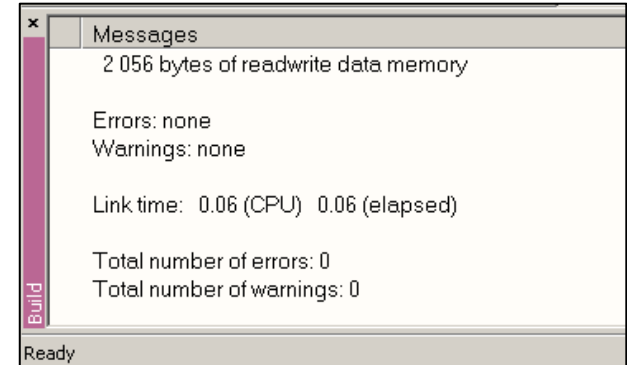 Messages
2 056 bytes of readwrite data memory
Errors: none
Warnings: none
Link time: 0.06 (CPU) 0.06 (elapsed)
Total number of errors: 0
Total number of warnings: 0
Build
Ready